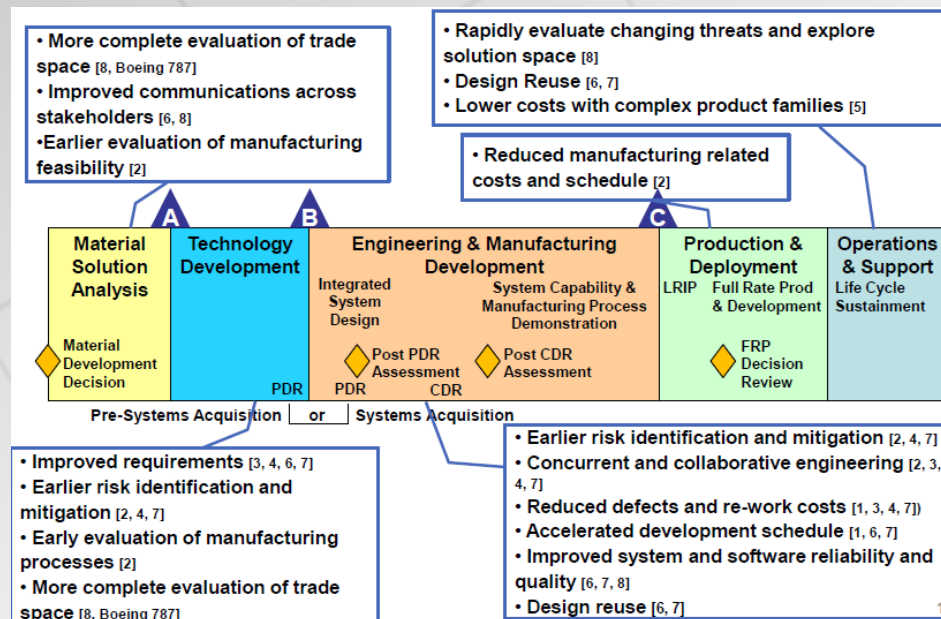 • More complete evaluation of trade
space [8, Boeing 787]
• Improved communications across
stakeholders [6, 8]
•Earlier evaluation of manufacturing
feasibility [2]
• Rapidly evaluate changing threats and explore
solution space [8]
• Design Reuse [6, 7]
• Lower costs with complex product families [5]
• Reduced manufacturing related
costs and schedule [2]
A
B
C
Material
Solution
Analysis
Material
Development
Decision
Technology
Development
PDR
Engineering & Manufacturing
Development
Integrated
System
Design
System Capability &
Manufacturing Process
Demonstration
Post PDR
Assessment
Post CDR
Assessment
PDR
CDR
Production &
Deployment
LRIP
Full Rate Prod
& Development
FRP
Decision
Review
Operations
& Support
Life Cycle
Sustainment
Pre-Systems Acquisition
or
Systems Acquisition
• Improved requirements [3, 4, 6, 7]
• Earlier risk identification and
mitigation [2, 4, 7]
• Early evaluation of manufacturing
processes [2]
• More complete evaluation of trade
space [8, Boeing 787]
• Earlier risk identification and mitigation [2, 4, 7]
• Concurrent and collaborative engineering [2, 3,
4, 7]
• Reduced defects and re-work costs [1, 3, 4, 7])
• Accelerated development schedule [1, 6, 7]
• Improved system and software reliability and
quality [6, 7, 8]
• Design reuse [6, 7]